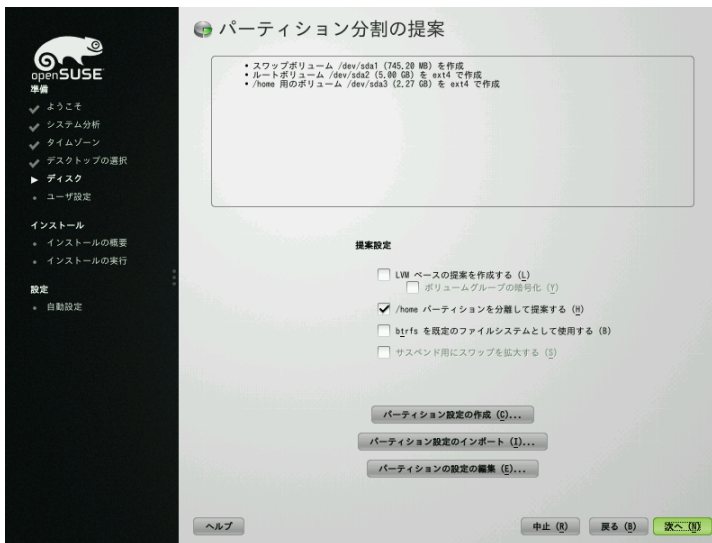 openSUSE
準備
ようこそ
システム分析
タイムゾーン
デスクトップの選択
ディスク
ユーザ設定
インストール
インストールの概要
インストールの実行
設定
自動設定
パーティション分割の提案
スワップボリューム /dev/sda1 (745.20 MB) を作成
ルートボリューム /dev/sda2 (5.00 GB) を ext4 で作成
/home 用のボリューム /dev/sda3 (2.27 GB) を ext4 で作成
提案設定
LVM ベースの提案を作成する (L)
ボリュームグループの暗号化 (Y)
/home パーティションを分離して提案する (H)
btrfs を既定のファイルシステムとして使用する (B)
サスペンド用にスワップを拡大する (S)
パーティション設定の作成 (C)...
パーティション設定のインポート (I)...
パーティションの設定の編集 (E)...
ヘルプ
中止 (R)
戻る (B)
次へ (N)